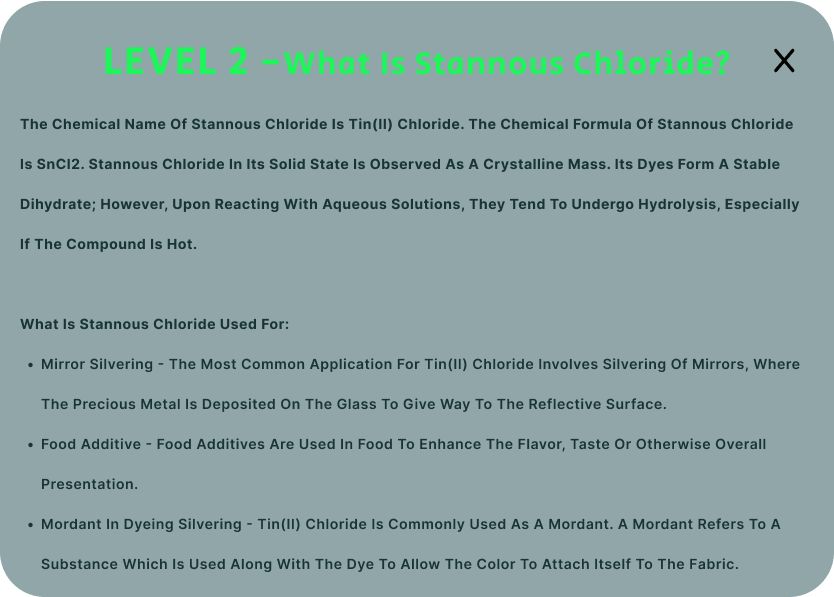 LEVEL 2 –What Is Stannous Chloride?
X
The Chemical Name Of Stannous Chloride Is Tin(II) Chloride. The Chemical Formula Of Stannous Chloride
Is SnCl2. Stannous Chloride In Its Solid State Is Observed As A Crystalline Mass. Its Dyes Form A Stable
Dihydrate; However, Upon Reacting With Aqueous Solutions, They Tend To Undergo Hydrolysis, Especially
If The Compound Is Hot.
What Is Stannous Chloride Used For:
• Mirror Silvering - The Most Common Application For Tin(II) Chloride Involves Silvering Of Mirrors, Where
The Precious Metal Is Deposited On The Glass To Give Way To The Reflective Surface.
• Food Additive - Food Additives Are Used In Food To Enhance The Flavor, Taste Or Otherwise Overall
Presentation.
• Mordant In Dyeing Silvering - Tin(II) Chloride Is Commonly Used As A Mordant. A Mordant Refers To A
Substance Which Is Used Along With The Dye To Allow The Color To Attach Itself To The Fabric.